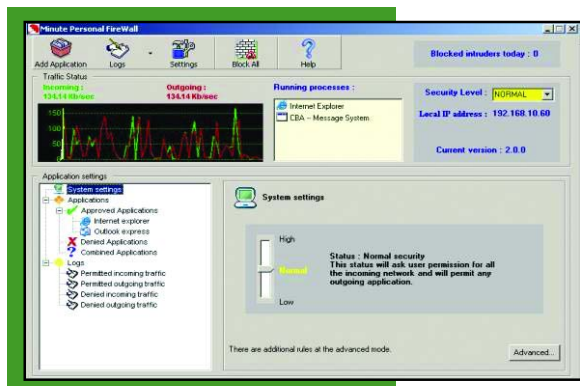 Minute Personal FireWall
Add Application
Logs
Settings
Block All
Help
Blocked intruders today : 0
Traffic Status
Incoming :
134,14 Kb/sec
Outgoing :
134,14 Kb/sec
Running processes :
150
100
50
Internet Explorer
CBA - Message System
Security Level :
NORMAL
Local IP address : 192.168.10.60
Current version : 2.0.0
Application settings
System settings
Applications
Approved Applications
Internet explorer
Outlook express
Denied Applications
Combined Applications
Logs
Permitted incoming traffic
Permitted outgoing traffic
Denied incoming traffic
Denied outgoing traffic
System settings
High
Normal
Low
Status : Normal security
This status will ask user permission for all
the incoming network and will permit any
outgoing application.
There are additional rules at the advanced mode.
Advanced...